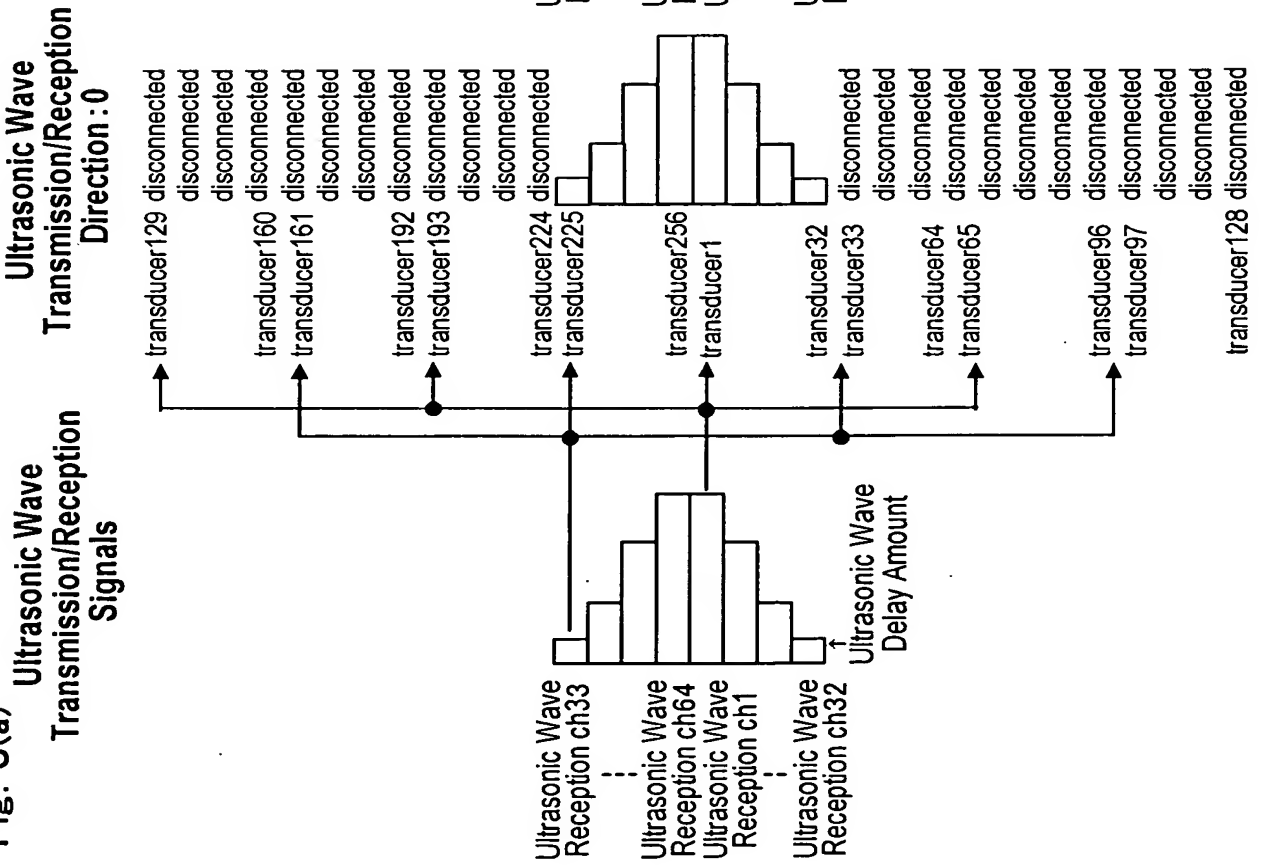 Fig.
Ultrasonic Wave
Transmission/Reception
Signals
Ultrasonic Wave
Transmission/Reception
Direction : 0
Ultrasonic Wave
Reception ch33
Ultrasonic Wave
Reception ch64
Ultrasonic Wave
Reception ch1
Ultrasonic Wave
Reception ch32
↑
Ultrasonic Wave
Delay Amount
transducer129 disconnected
disconnected
disconnected
transducer160 disconnected
transducer161 disconnected
disconnected
disconnected
transducer192 disconnected
transducer193 disconnected
disconnected
disconnected
transducer224 disconnected
transducer225
transducer256
transducer1
transducer32
transducer33 disconnected
disconnected
disconnected
transducer64 disconnected
transducer65 disconnected
disconnected
disconnected
transducer96 disconnected
transducer97 disconnected
disconnected
disconnected
transducer128 disconnected